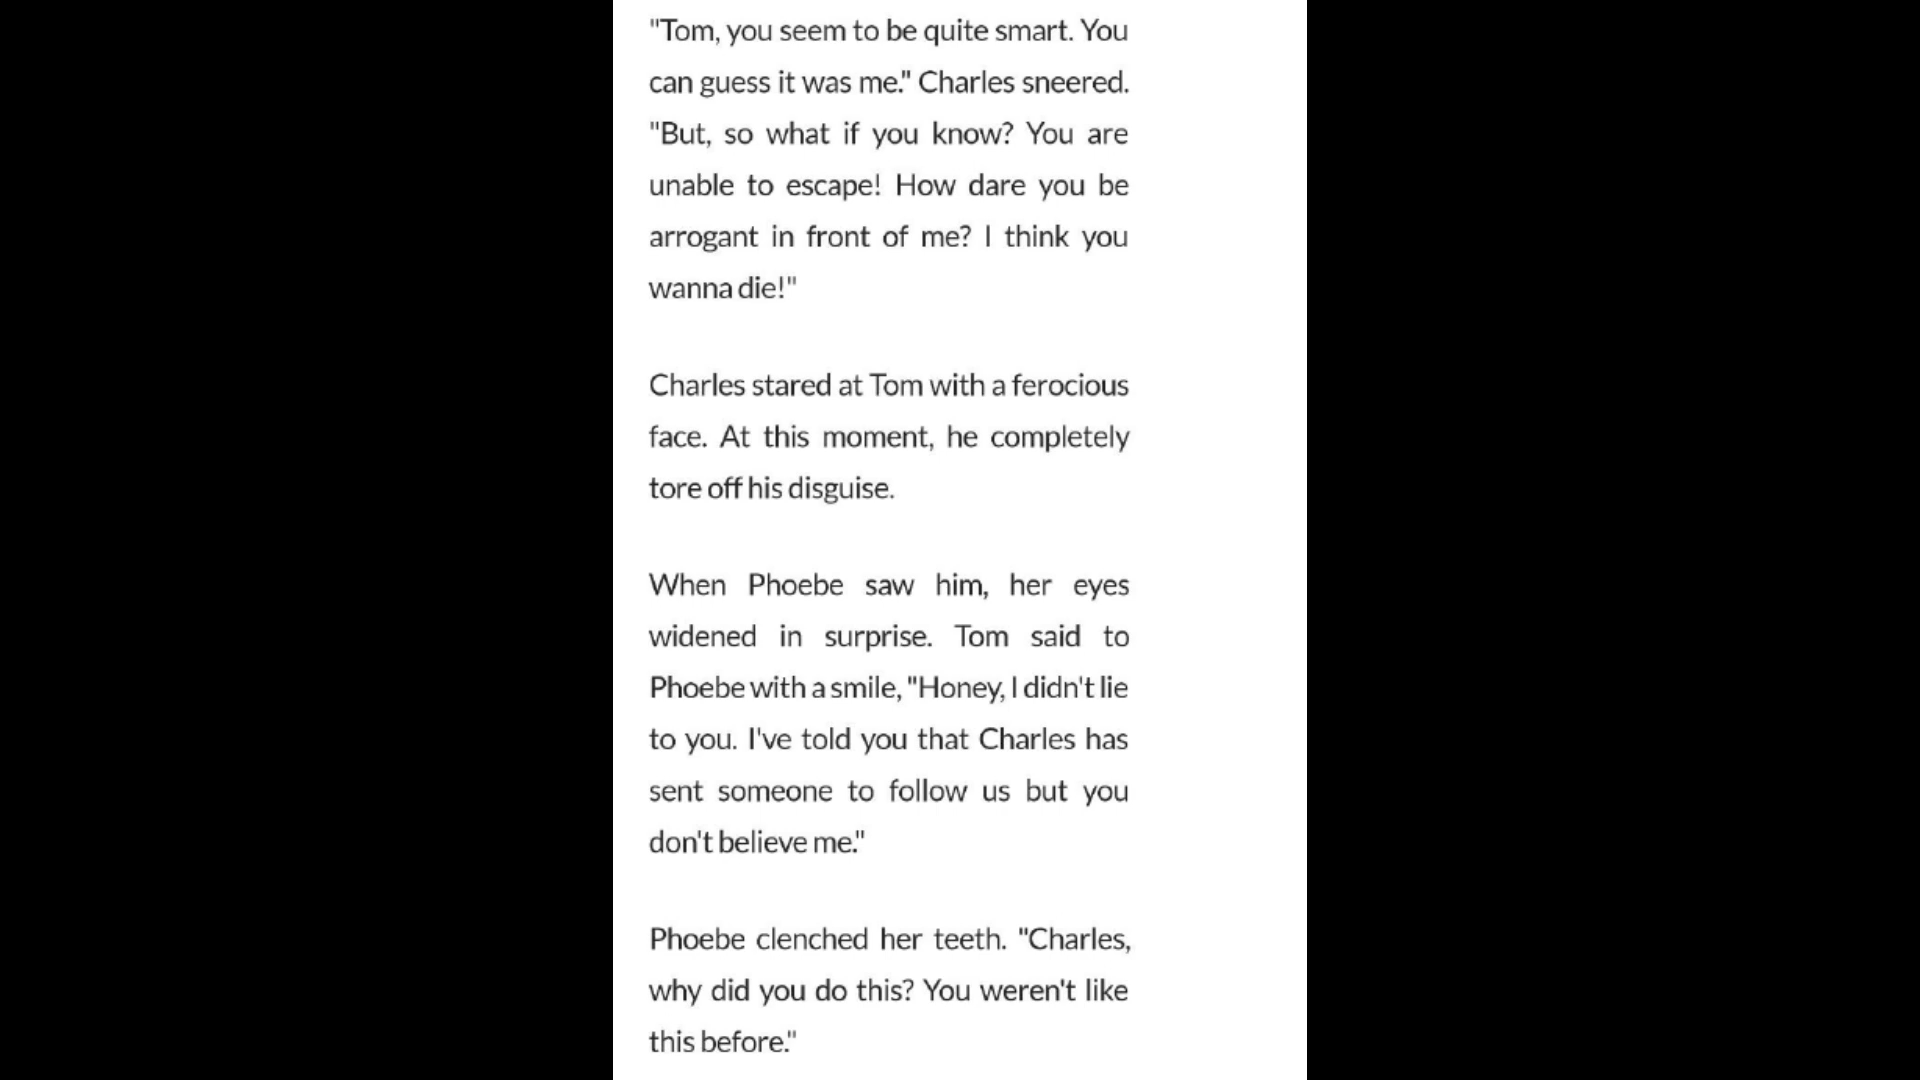 "Tom, you seem to be quite smart. You
can guess it was me." Charles sneered.
"But, so what if you know? You are
unable to escape! How dare you be
arrogant in front of me? I think you
wanna die!"
Charles stared at Tom with a ferocious
face. At this moment, he completely
tore off his disguise.
When Phoebe saw him, her eyes
widened in surprise. Tom said to
Phoebe with a smile, "Honey, I didn't lie
to you. I've told you that Charles has
sent someone to follow us but you
don't believe me."
Phoebe clenched her teeth. "Charles,
why did you do this? You weren't like
this before."